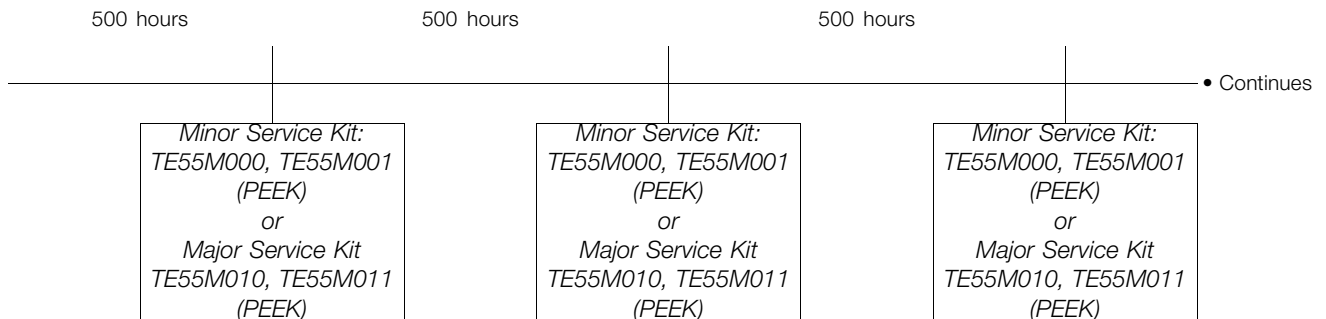 500 hours
500 hours
500 hours
• Continues
Minor Service Kit:
TE55M000, TE55M001
(PEEK)
or
Major Service Kit
TE55M010, TE55M011
(PEEK)
Minor Service Kit:
TE55M000, TE55M001
(PEEK)
or
Major Service Kit
TE55M010, TE55M011
(PEEK)
Minor Service Kit:
TE55M000, TE55M001
(PEEK)
or
Major Service Kit
TE55M010, TE55M011
(PEEK)